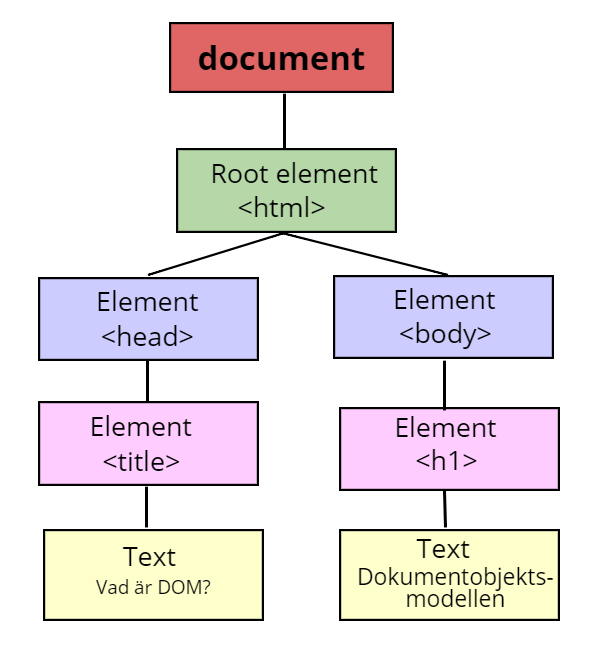 document
Root element
<html>
Element
<head>
Element
<body>
Element
<title>
Element
<h1>
Text
Vad är DOM?
Text
Dokumentobjekts-
modellen